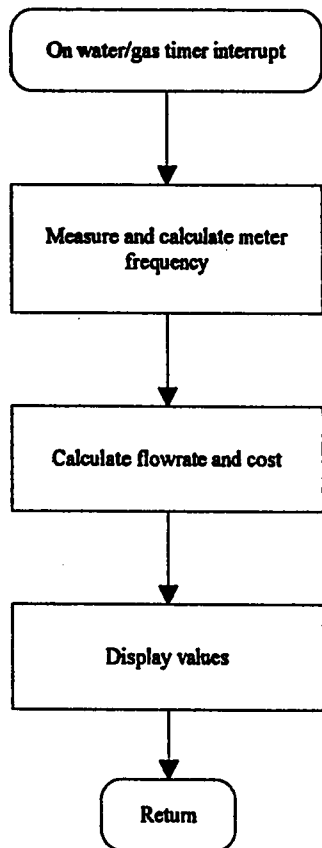 On water/gas timer interrupt
Measure and calculate meter
frequency
Calculate flowrate and cost
Display values
Return